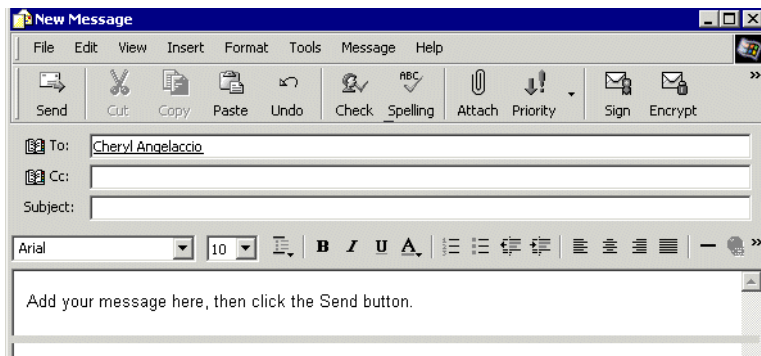 New Message
File Edit View Insert Format Tools Message Help
ABC
Send Cut Copy Paste Undo Check Spelling Attach Priority Sign Encrypt
To: Cheryl Angelaccio
Cc:
Subject:
Arial 10 B I U A
Add your message here, then click the Send button.